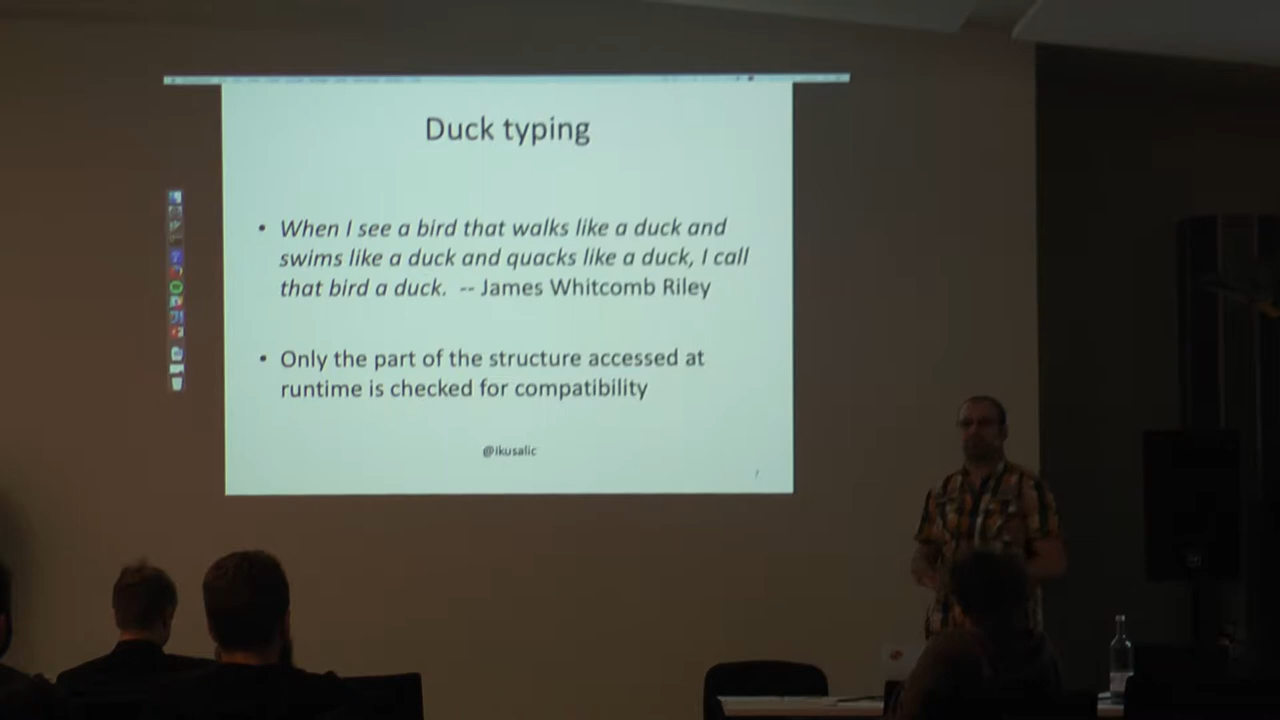 Duck typing
• When I see a bird that walks like a duck and
swims like a duck and quacks like a duck, I call
that bird a duck. -- James Whitcomb Riley
• Only the part of the structure accessed at
runtime is checked for compatibility
@ikusalic